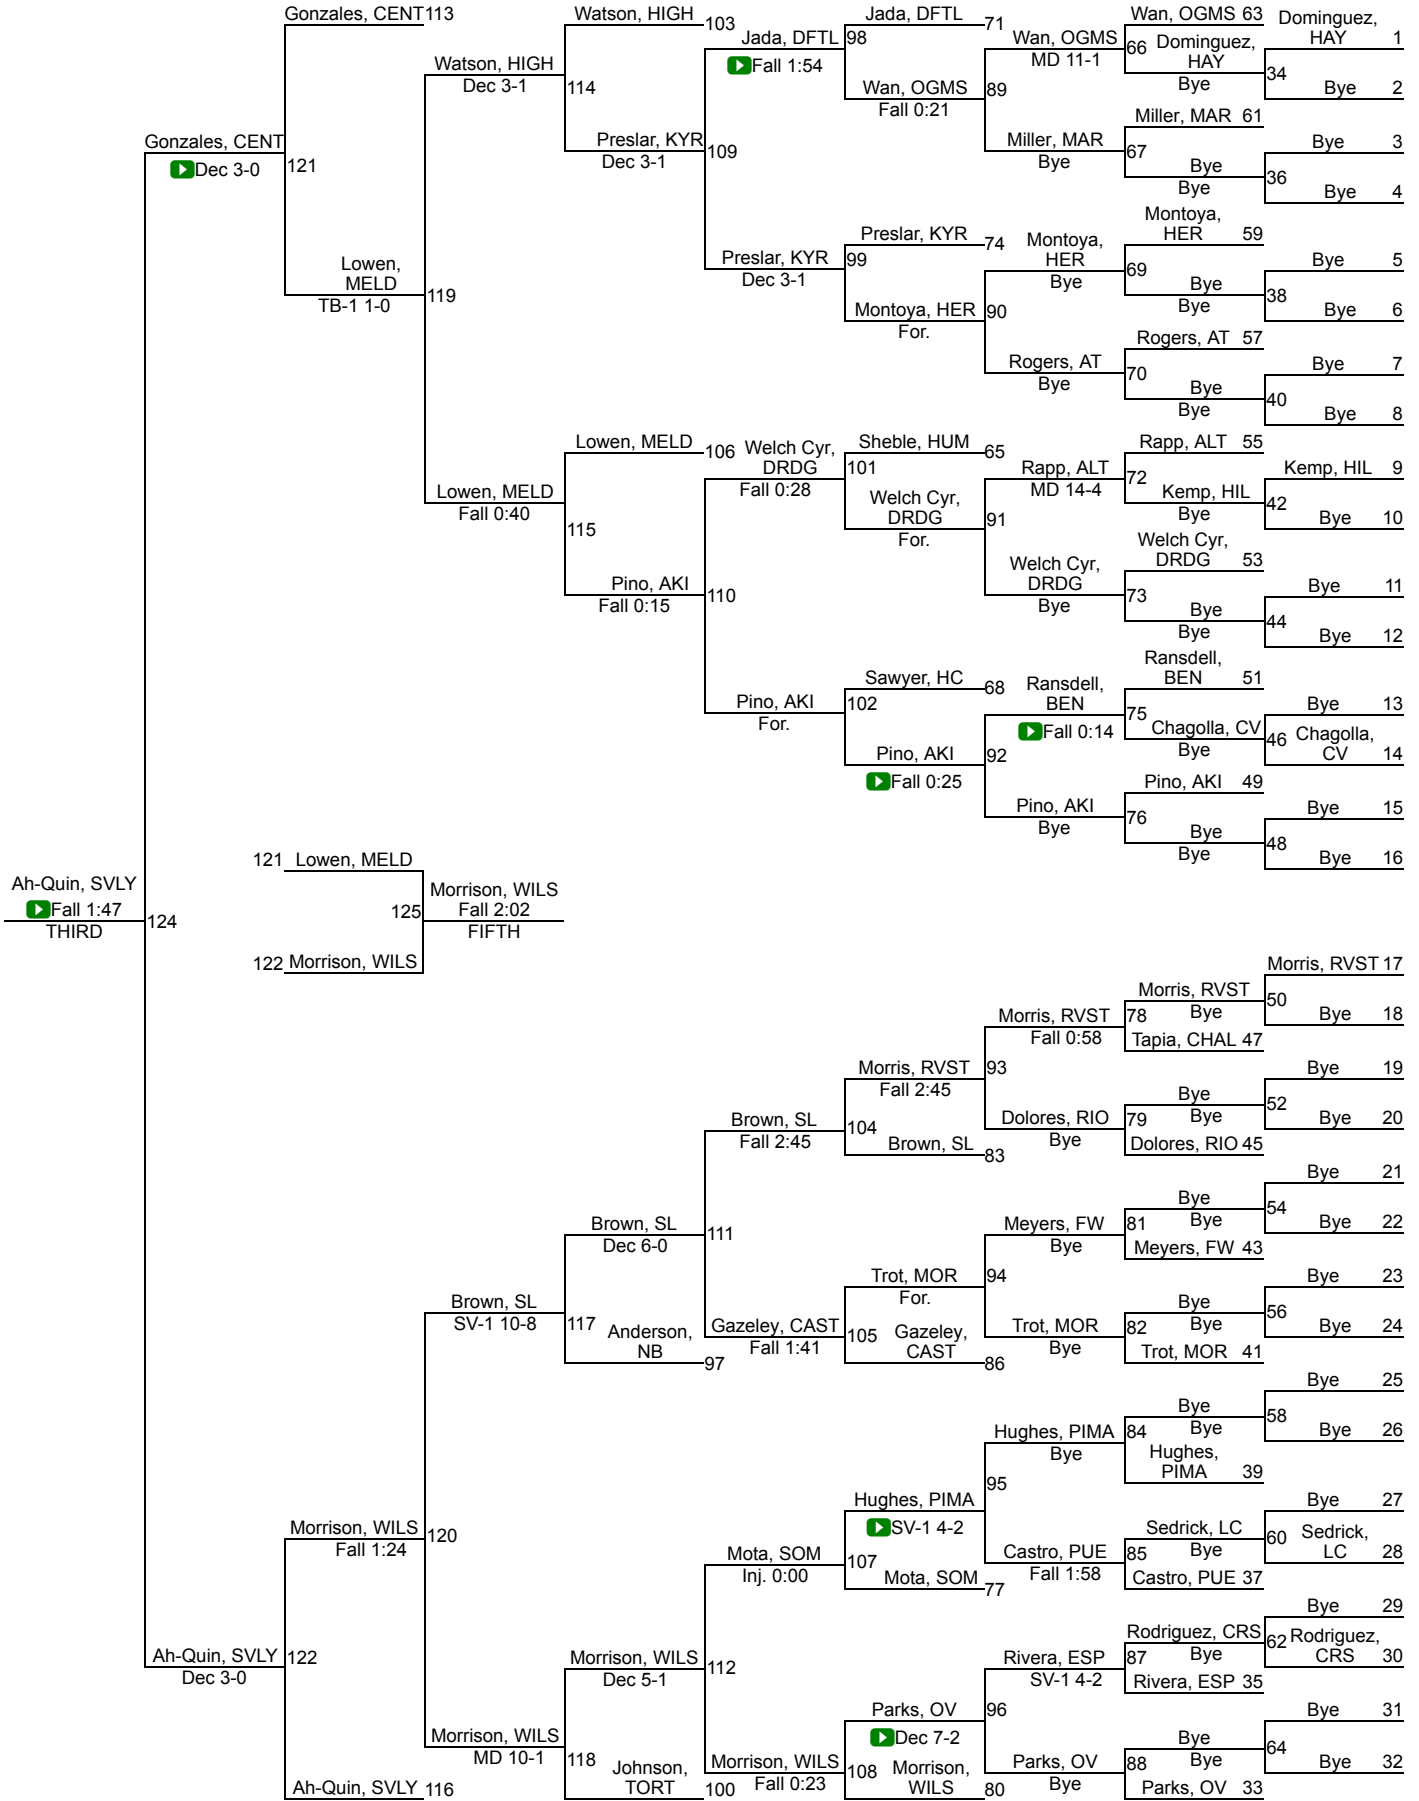 Gonzales, CENT 113
Watson, HIGH 103
Jada, DFTL 71
Wan, OGMS 63
Dominguez,
HAY 1
Jada, DFTL 98
Wan, OGMS 66
MD 11-1
Dominguez,
HAY
Bye
34
Bye 2
Watson, HIGH
Dec 3-1
114
Fall 1:54
Wan, OGMS
Fall 0:21
89
Miller, MAR 61
Gonzales, CENT
Dec 3-0
121
Preslar, KYR
Dec 3-1
109
Miller, MAR
Bye
67
Bye
Bye
36
Bye 3
Bye 4
Preslar, KYR 74
Montoya,
HER 59
Lowen,
MELD
TB-1 1-0
119
Preslar, KYR
Dec 3-1
99
Montoya,
HER
Bye
69
Bye
Bye
38
Bye 5
Bye 6
Montoya, HER
For.
90
Rogers, AT 57
Rogers, AT
Bye
70
Bye
Bye
40
Bye 7
Bye 8
Lowen, MELD 106
Welch Cyr,
DRDG
Fall 0:28
Sheble, HUM 65
101
Rapp, ALT 55
Rapp, ALT
MD 14-4
72
Kemp, HIL
Bye
42
Kemp, HIL 9
Bye 10
Lowen, MELD
Fall 0:40
115
Welch Cyr,
DRDG
For.
91
Welch Cyr,
DRDG 53
Pino, AKI
Fall 0:15
110
Welch Cyr,
DRDG
Bye
73
Bye
Bye
44
Bye 11
Bye 12
Sawyer, HC 68
Ransdell,
BEN 51
Pino, AKI
For.
102
Ransdell,
BEN
Fall 0:14
75
Chagolla, CV
Bye
46
Bye 13
Chagolla,
CV 14
Pino, AKI
Fall 0:25
92
Pino, AKI 49
Pino, AKI
Bye
76
Bye
Bye
48
Bye 15
Bye 16
121 Lowen, MELD
Ah-Quin, SVLY
Fall 1:47
THIRD
124
125
Morrison, WILS
Fall 2:02
FIFTH
122 Morrison, WILS
Morris, RVST 17
Morris, RVST
Bye
50
Bye 18
Morris, RVST
Fall 0:58
78
Tapia, CHAL 47
Morris, RVST
Fall 2:45
93
Bye
Bye
52
Bye 19
Bye 20
Brown, SL
Fall 2:45
104
Brown, SL 83
Dolores, RIO
Bye
79
Dolores, RIO 45
Brown, SL
Dec 6-0
111
Meyers, FW
Bye
81
Bye
Bye
54
Bye 21
Bye 22
Meyers, FW 43
Trot, MOR
For.
94
Brown, SL
SV-1 10-8
117
Anderson,
NB 97
Gazeley, CAST
Fall 1:41
105
Gazeley,
CAST 86
Trot, MOR
Bye
82
Bye
Bye
56
Bye 23
Bye 24
Trot, MOR 41
Hughes, PIMA
Bye
84
Bye
Bye
58
Bye 25
Bye 26
Hughes,
PIMA 39
95
Hughes, PIMA
SV-1 4-2
Morrison, WILS
Fall 1:24
120
Mota, SOM
Inj. 0:00
107
Mota, SOM 77
Castro, PUE
Fall 1:58
85
Sedrick, LC
Bye
60
Bye 27
Sedrick,
LC 28
Castro, PUE 37
Ah-Quin, SVLY
Dec 3-0
122
Morrison, WILS
Dec 5-1
112
Rivera, ESP
SV-1 4-2
87
Rodriguez, CRS
Bye
62
Bye 29
Rodriguez,
CRS 30
Rivera, ESP 35
Parks, OV
Dec 7-2
96
Morrison, WILS
MD 10-1
118
Johnson,
TORT 100
Morrison, WILS
Fall 0:23
108
Morrison,
WILS 80
Parks, OV
Bye
88
Bye
Bye
64
Bye 31
Bye 32
Parks, OV 33
Ah-Quin, SVLY 116